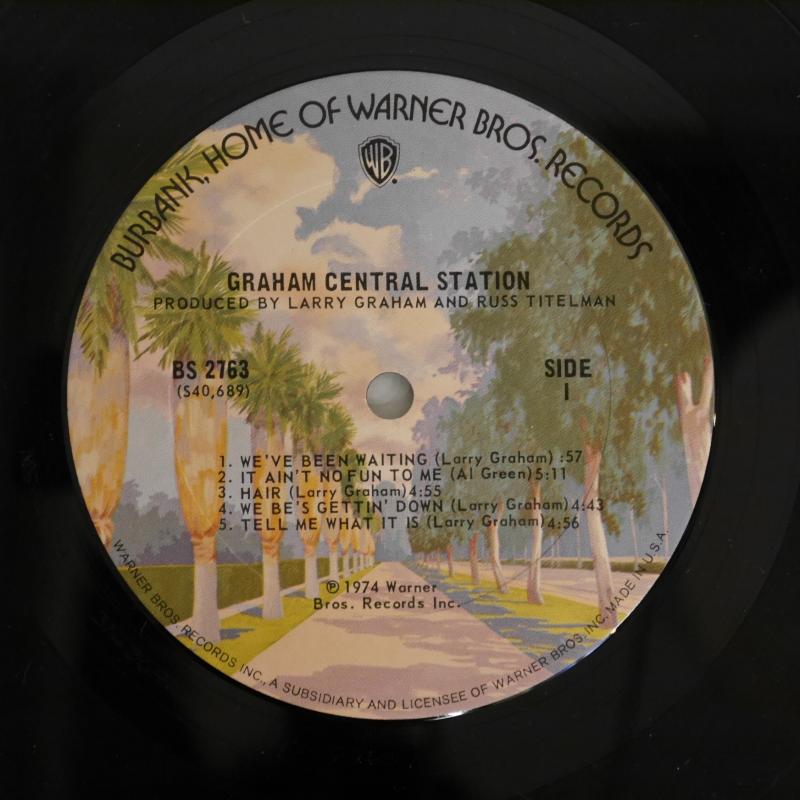 BURBANK, HOME OF WARNER BROS. RECORDS
WB
GRAHAM CENTRAL STATION
PRODUCED BY LARRY GRAHAM AND RUSS TITELMAN
BS 2763
(S40,689)
SIDE
1
1. WE'VE BEEN WAITING (Larry Graham) :57
2. IT AIN'T NO FUN TO ME (Al Green) 5:11
3. HAIR (Larry Graham) 4:55
4. WE BE'S GETTIN' DOWN (Larry Graham) 4:43
5. TELL ME WHAT IT IS (Larry Graham) 4:56
℗ 1974 Warner
Bros. Records Inc.
WARNER BROS. RECORDS INC., A SUBSIDIARY AND LICENSEE OF WARNER BROS. INC. MADE IN U.S.A.